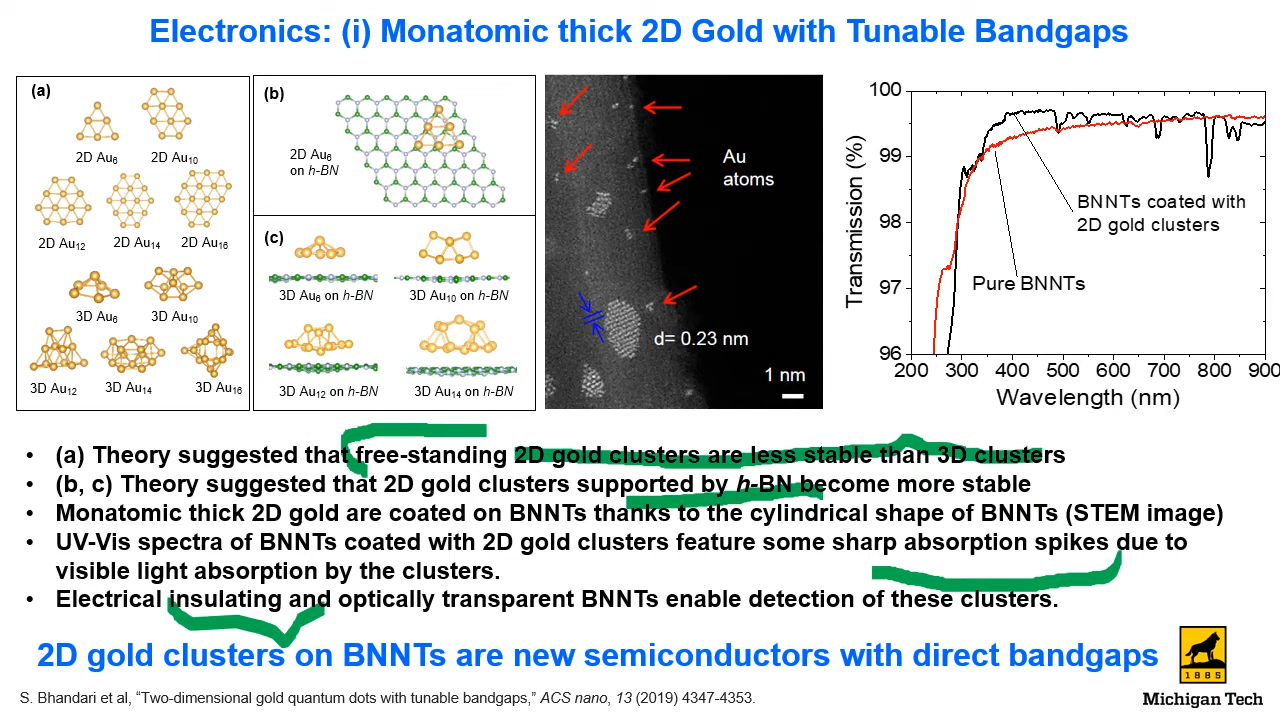 Electronics: (i) Monatomic thick 2D Gold with Tunable Bandgaps
(a)
2D Au6
2D Au10
2D Au12
2D Au14
2D Au16
3D Au6
3D Au10
3D Au12
3D Au14
3D Au16
(b)
2D Au6
on h-BN
(c)
3D Au6 on h-BN
3D Au10 on h-BN
3D Au12 on h-BN
3D Au14 on h-BN
Au
atoms
d= 0.23 nm
1 nm
100
99
98
97
96
Transmission (%)
BNNTs coated with
2D gold clusters
Pure BNNTs
200 300 400 500 600 700 800 900
Wavelength (nm)
• (a) Theory suggested that free-standing 2D gold clusters are less stable than 3D clusters
• (b, c) Theory suggested that 2D gold clusters supported by h-BN become more stable
• Monatomic thick 2D gold are coated on BNNTs thanks to the cylindrical shape of BNNTs (STEM image)
• UV-Vis spectra of BNNTs coated with 2D gold clusters feature some sharp absorption spikes due to
visible light absorption by the clusters.
• Electrical insulating and optically transparent BNNTs enable detection of these clusters.
2D gold clusters on BNNTs are new semiconductors with direct bandgaps
S. Bhandari et al, “Two-dimensional gold quantum dots with tunable bandgaps,” ACS nano, 13 (2019) 4347-4353.
1885
Michigan Tech